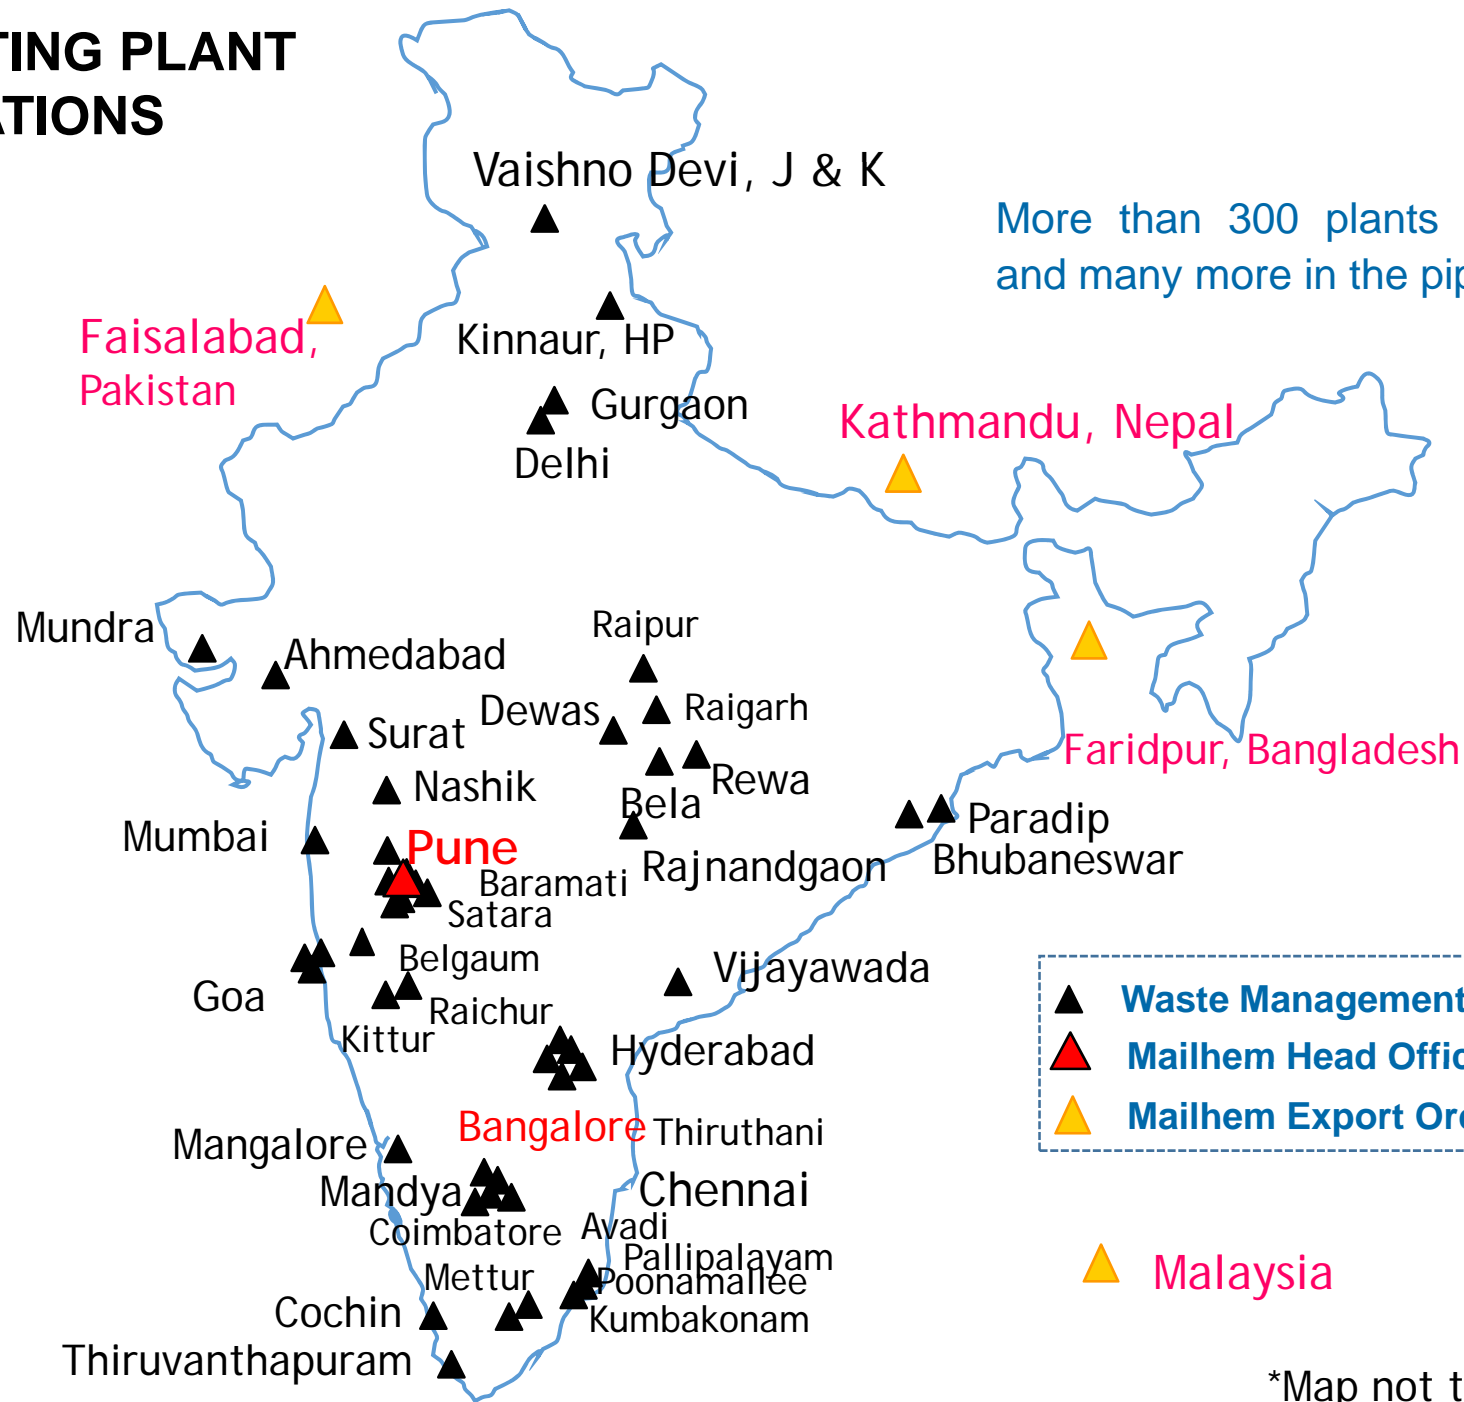 TING PLANT
ATIONS
Vaishno Devi, J & K
More than 300 plants
and many more in the pip
Faisalabad,
Pakistan
Kinnaur, HP
Gurgaon
Kathmandu, Nepal
Delhi
Mundra
Raipur
Ahmedabad
Dewas
Raigarh
Surat
Faridpur, Bangladesh
Nashik
Rewa
Bela
Mumbai
Pune
Paradip
Rajnandgaon
Bhubaneswar
Baramati
Satara
Belgaum
Vijayawada
Goa
Raichur
Kittur
Waste Management
Mailhem Head Offic
Mailhem Export Ord
Hyderabad
Bangalore
Thiruthani
Mangalore
Mandya
Chennai
Coimbatore
Avadi
Pallipalayam
Mettur
Poonamallee
Malaysia
Cochin
Kumbakonam
Thiruvanthapuram
*Map not t